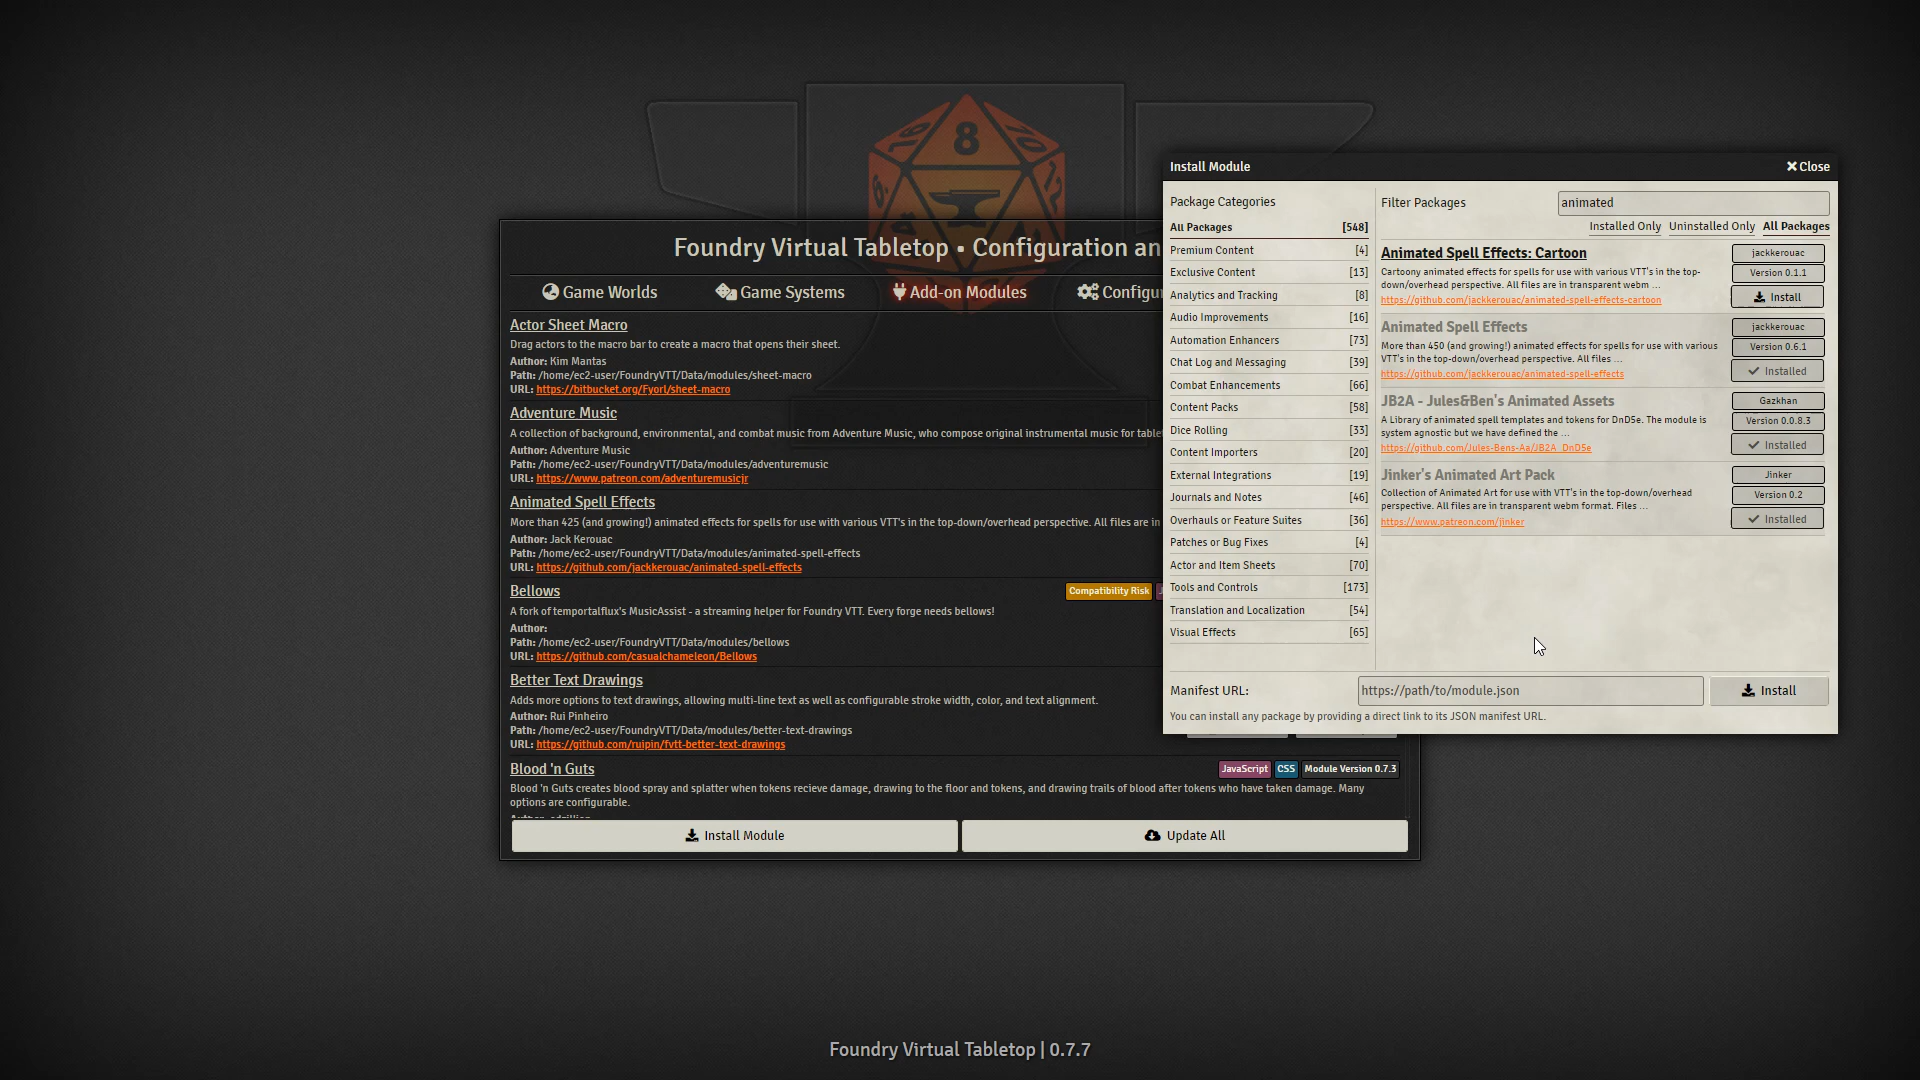 8
Foundry Virtual Tabletop • Configuration an
Game Worlds
Game Systems
Add-on Modules
Configu
Actor Sheet Macro
Drag actors to the macro bar to create a macro that opens their sheet.
Author: Kim Mantas
Path: /home/ec2-user/FoundryVTT/Data/modules/sheet-macro
URL: https://bitbucket.org/Fyorl/sheet-macro
Adventure Music
A collection of background, environmental, and combat music from Adventure Music, who compose original instrumental music for table
Author: Adventure Music
Path: /home/ec2-user/FoundryVTT/Data/modules/adventuremusic
URL: https://www.patreon.com/adventuremusicjr
Animated Spell Effects
More than 425 (and growing!) animated effects for spells for use with various VTT's in the top-down/overhead perspective. All files are in
Author: Jack Kerouac
Path: /home/ec2-user/FoundryVTT/Data/modules/animated-spell-effects
URL: https://github.com/jackkerouac/animated-spell-effects
Bellows
Compatibility Risk
A fork of temportalflux's MusicAssist - a streaming helper for Foundry VTT. Every forge needs bellows!
Author:
Path: /home/ec2-user/FoundryVTT/Data/modules/bellows
URL: https://github.com/casualchameleon/Bellows
Better Text Drawings
Adds more options to text drawings, allowing multi-line text as well as configurable stroke width, color, and text alignment.
Author: Rui Pinheiro
Path: /home/ec2-user/FoundryVTT/Data/modules/better-text-drawings
URL: https://github.com/ruipin/fvtt-better-text-drawings
Blood 'n Guts
JavaScript CSS Module Version 0.7.3
Blood 'n Guts creates blood spray and splatter when tokens recieve damage, drawing to the floor and tokens, and drawing trails of blood after tokens who have taken damage. Many
options are configurable.
Install Module
Update All
Install Module
Close
Package Categories
All Packages [548]
Premium Content [4]
Exclusive Content [13]
Analytics and Tracking [8]
Audio Improvements [16]
Automation Enhancers [73]
Chat Log and Messaging [39]
Combat Enhancements [66]
Content Packs [58]
Dice Rolling [33]
Content Importers [20]
External Integrations [19]
Journals and Notes [46]
Overhauls or Feature Suites [36]
Patches or Bug Fixes [4]
Actor and Item Sheets [70]
Tools and Controls [173]
Translation and Localization [54]
Visual Effects [65]
Filter Packages
animated
Installed Only Uninstalled Only All Packages
Animated Spell Effects: Cartoon
Cartoony animated effects for spells for use with various VTT's in the top-
down/overhead perspective. All files are in transparent webm ...
https://github.com/jackkerouac/animated-spell-effects-cartoon
jackkerouac
Version 0.1.1
Install
Animated Spell Effects
More than 450 (and growing!) animated effects for spells for use with various
VTT's in the top-down/overhead perspective. All files ...
https://github.com/jackkerouac/animated-spell-effects
jackkerouac
Version 0.6.1
Installed
JB2A - Jules&Ben's Animated Assets
A Library of animated spell templates and tokens for DnD5e. The module is
system agnostic but we have defined the ...
https://github.com/Jules-Bens-Aa/JB2A_DnD5e
Gazkhan
Version 0.0.8.3
Installed
Jinker's Animated Art Pack
Collection of Animated Art for use with VTT's in the top-down/overhead
perspective. All files are in transparent webm format. Files ...
https://www.patreon.com/jinker
Jinker
Version 0.2
Installed
Manifest URL:
https://path/to/module.json
Install
You can install any package by providing a direct link to its JSON manifest URL.
Foundry Virtual Tabletop | 0.7.7